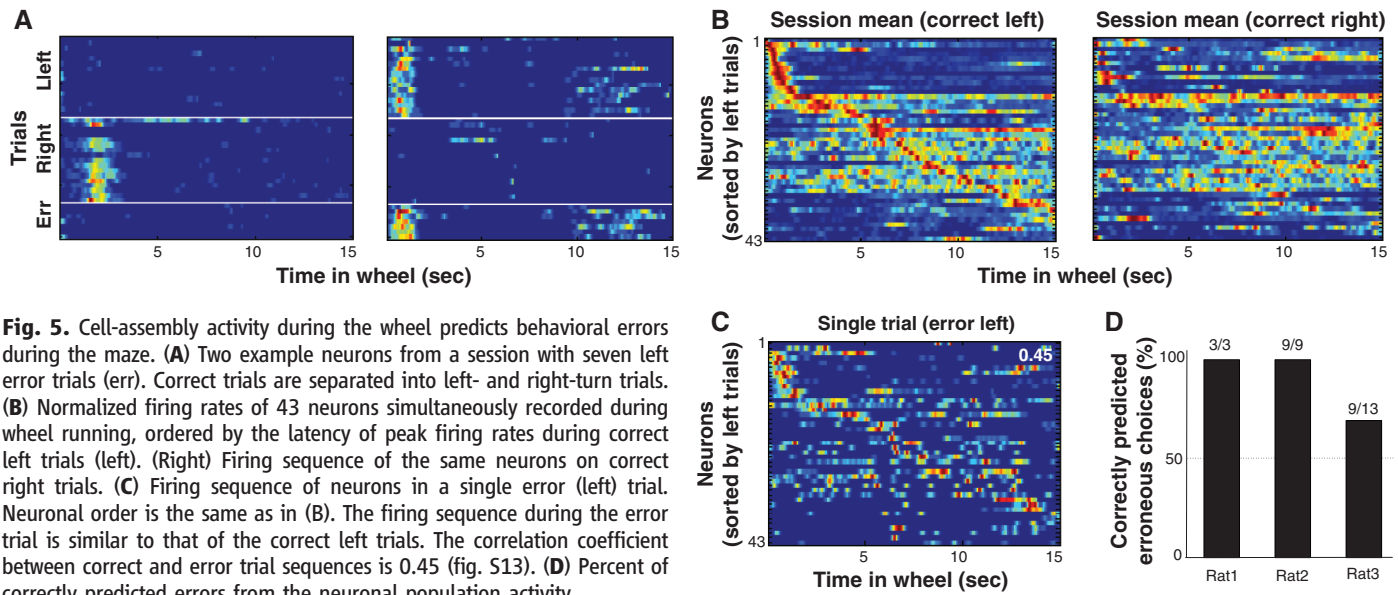 A
Lleft
Right
Err
Trials
5
10
15
5
10
15
Time in wheel (sec)
B
Session mean (correct left)
Session mean (correct right)
1
43
Neurons
(sorted by left trials)
5
10
15
5
10
15
Time in wheel (sec)
Fig. 5. Cell-assembly activity during the wheel predicts behavioral errors
during the maze. (A) Two example neurons from a session with seven left
error trials (err). Correct trials are separated into left- and right-turn trials.
(B) Normalized firing rates of 43 neurons simultaneously recorded during
wheel running, ordered by the latency of peak firing rates during correct
left trials (left). (Right) Firing sequence of the same neurons on correct
right trials. (C) Firing sequence of neurons in a single error (left) trial.
Neuronal order is the same as in (B). The firing sequence during the error
trial is similar to that of the correct left trials. The correlation coefficient
between correct and error trial sequences is 0.45 (fig. S13). (D) Percent of
correctly predicted errors from the neuronal population activity.
C
Single trial (error left)
0.45
1
43
Neurons
(sorted by left trials)
5
10
15
Time in wheel (sec)
D
Correctly predicted
erroneous choices (%)
100
50
0
3/3
9/9
9/13
Rat1
Rat2
Rat3